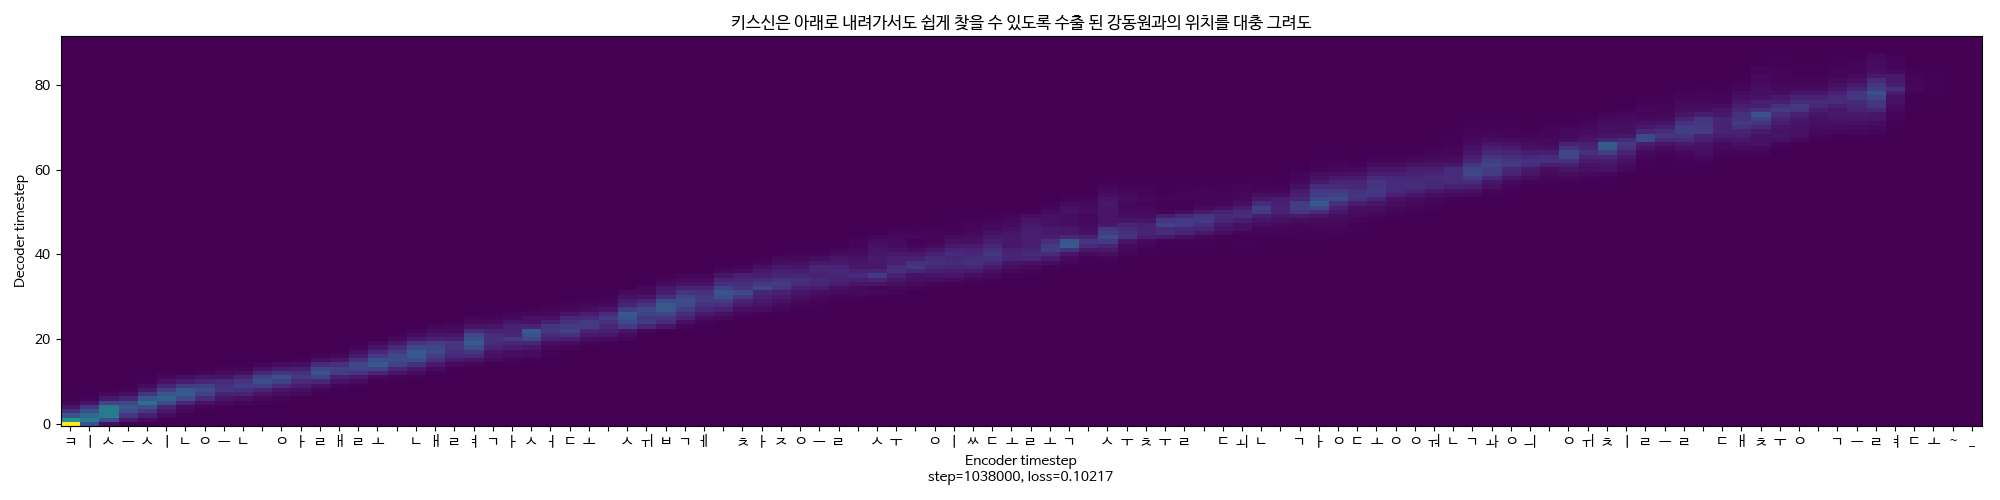 키스신은 아래로 내려가서도 쉽게 찾을 수 있도록 수출 된 강동원과의 위치를 대충 그려도
80
60
40
20
0
Decoder timestep
ㅋ ㅣ ㅅ ㅡ ㅅ ㅣ ㄴ ㅇ ㅡ ㄴ   ㅇ ㅏ ㄹ ㅐ ㄹ ㅗ   ㄴ ㅐ ㄹ ㅕ ㄱ ㅏ ㅅ ㅓ ㄷ ㅗ   ㅅ ㅟ ㅂ ㄱ ㅔ   ㅊ ㅏ ㅈ ㅇ ㅡ ㄹ   ㅅ ㅜ   ㅇ ㅣ ㅆ ㄷ ㅗ ㄹ ㅗ ㄱ   ㅅ ㅜ ㅊ ㅜ ㄹ   ㄷ ㅚ ㄴ   ㄱ ㅏ ㅇ ㄷ ㅗ ㅇ ㅇ ㅝ ㄴ ㄱ ㅘ ㅇ ㅢ   ㅇ ㅟ ㅊ ㅣ ㄹ ㅡ ㄹ   ㄷ ㅐ ㅊ ㅜ ㅇ   ㄱ ㅡ ㄹ ㅕ ㄷ ㅗ ~ _
Encoder timestep
step=1038000, loss=0.10217